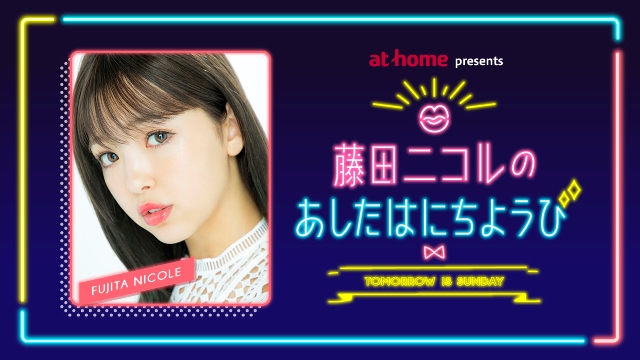 at home presents
藤田ニコルの
あしたはにちようび
TOMORROW IS SUNDAY
FUJITA NICOLE